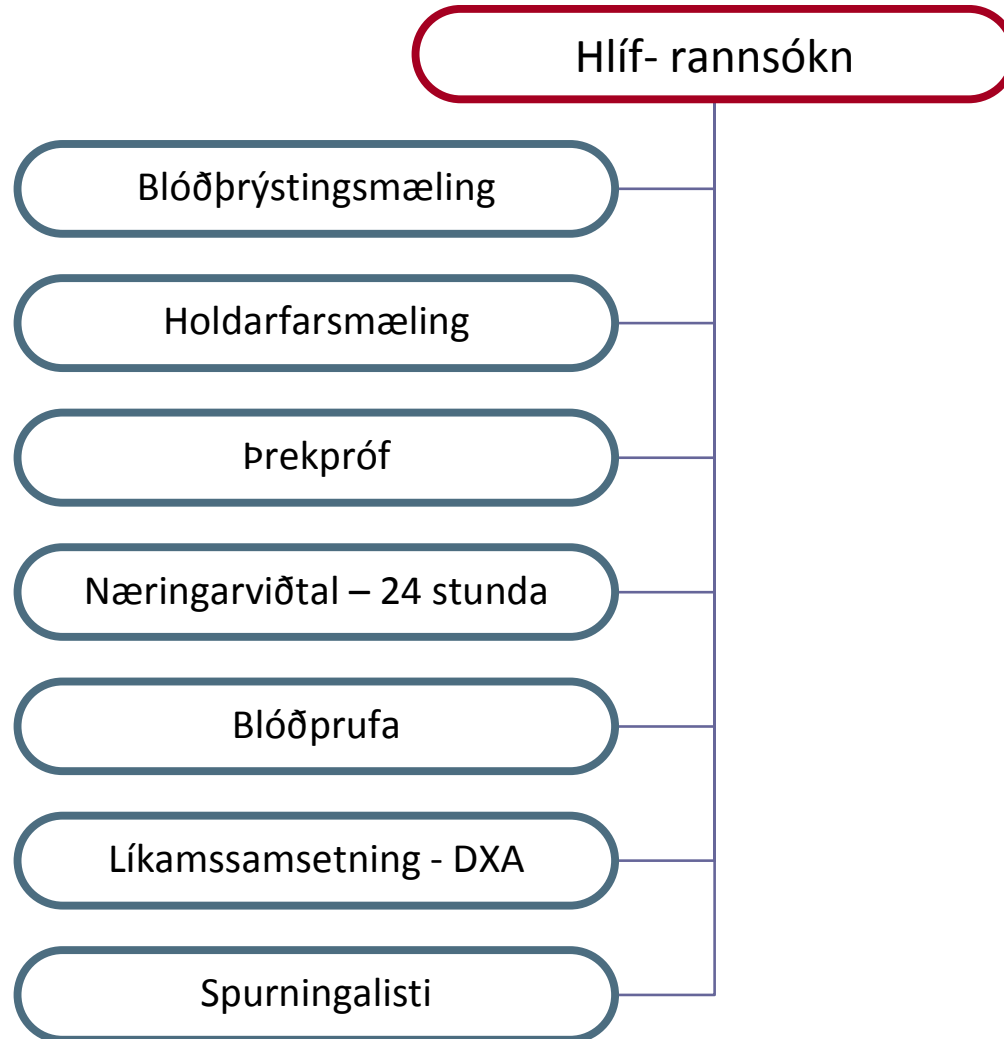 Hlíf- rannsókn
Blóðþrýstingsmæling
Holdarfarsmæling
Þrekpróf
Næringarviðtal – 24 stunda
Blóðprufa
Líkamssamsetning - DXA
Spurningalisti